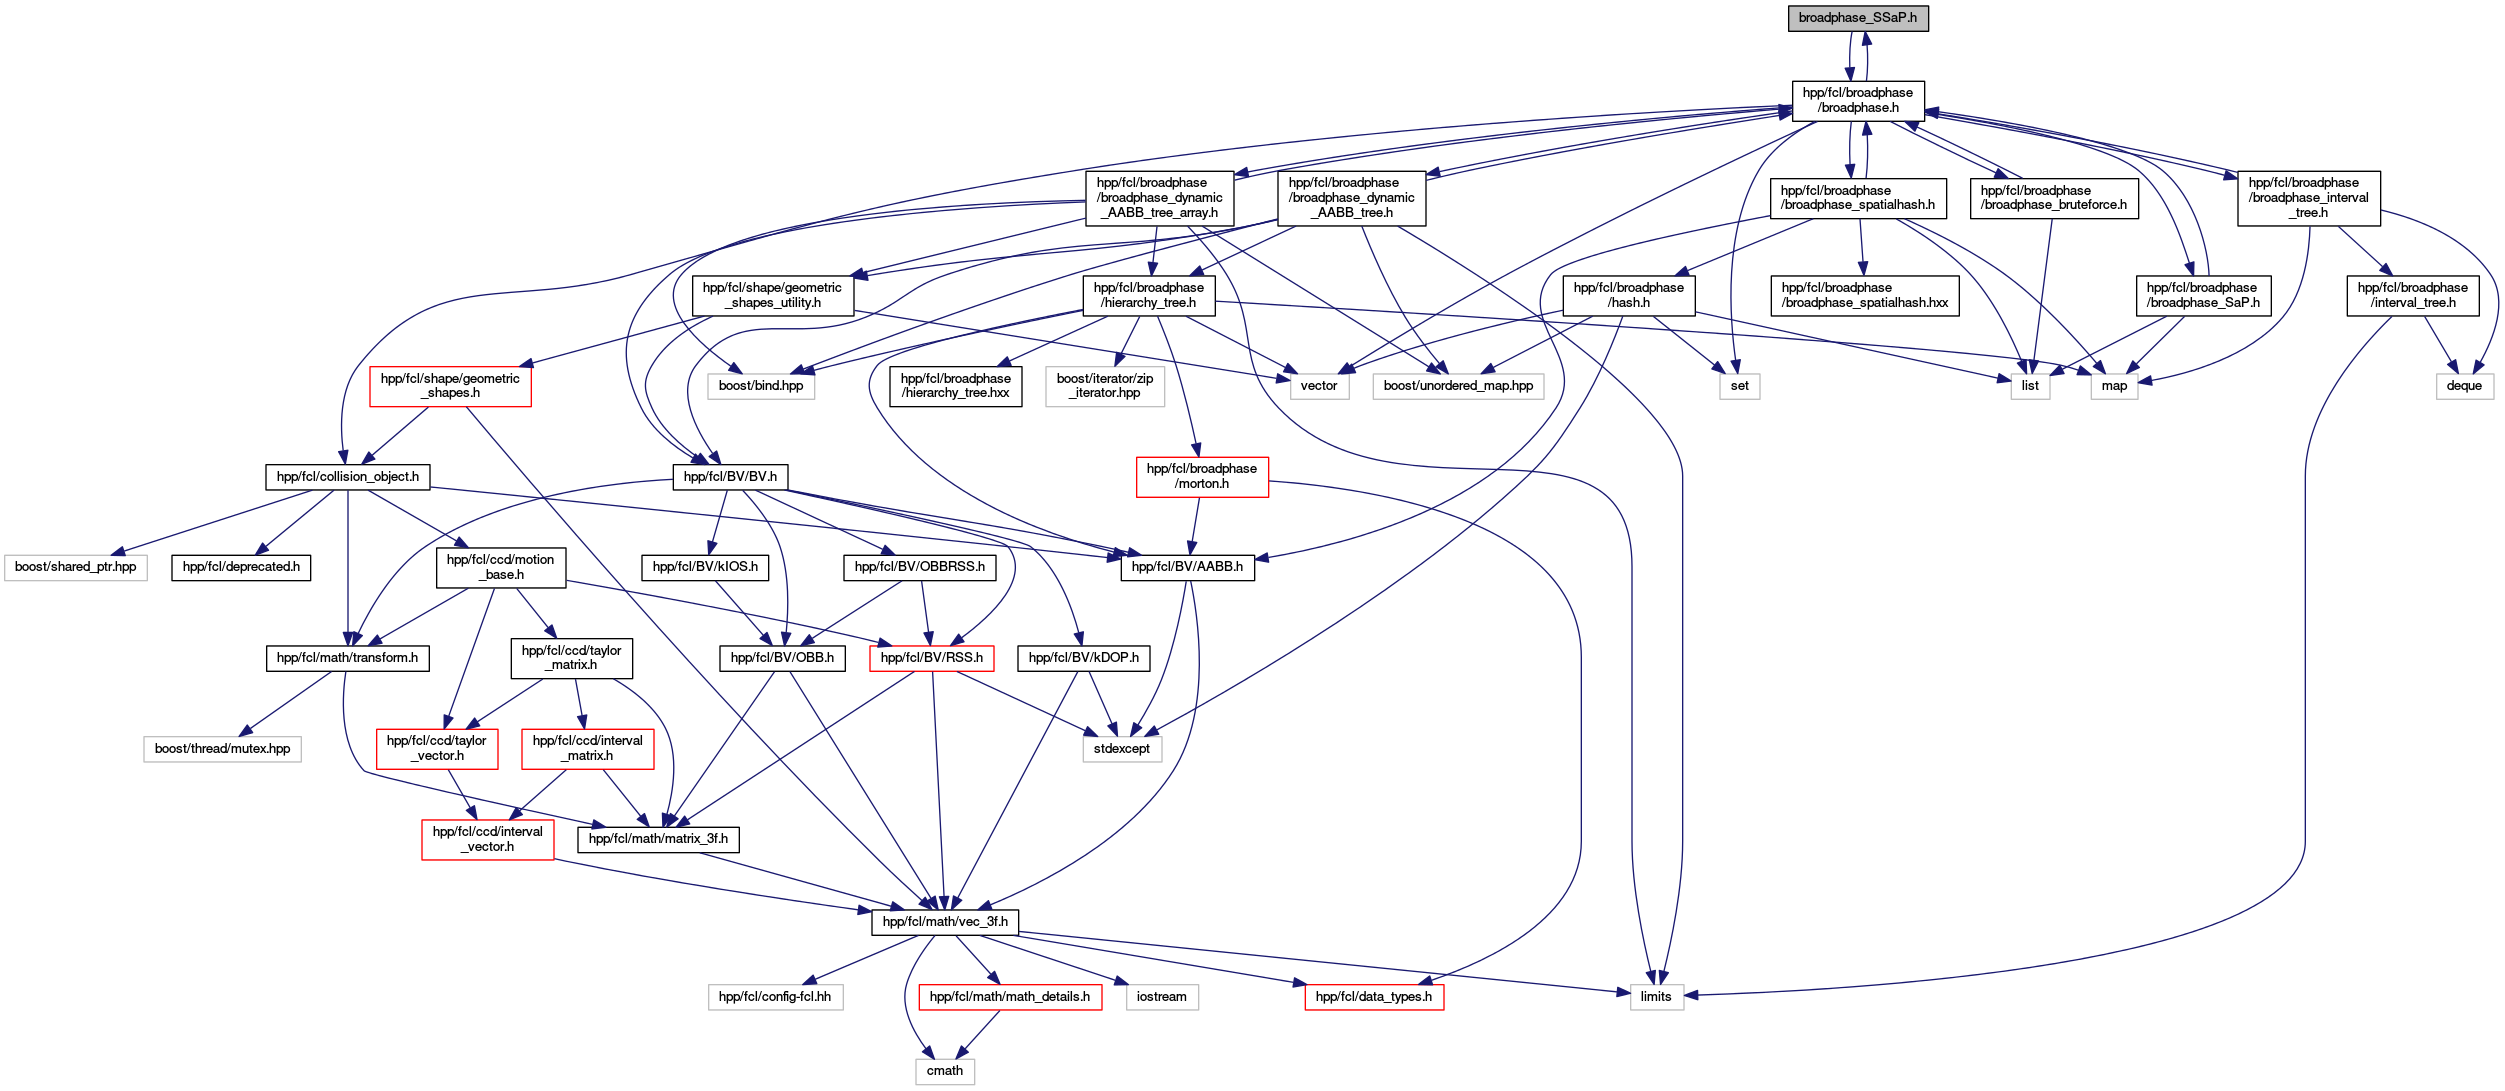 broadphase_SSaP.h
hpp/fcl/broadphase
/broadphase.h
hpp/fcl/broadphase
/broadphase_dynamic
_AABB_tree_array.h
hpp/fcl/broadphase
/broadphase_dynamic
_AABB_tree.h
hpp/fcl/broadphase
/broadphase_spatialhash.h
hpp/fcl/broadphase
/broadphase_bruteforce.h
hpp/fcl/broadphase
/broadphase_interval
_tree.h
hpp/fcl/shape/geometric
_shapes_utility.h
hpp/fcl/broadphase
/hierarchy_tree.h
hpp/fcl/broadphase
/hash.h
hpp/fcl/broadphase
/broadphase_spatialhash.hxx
hpp/fcl/broadphase
/broadphase_SaP.h
hpp/fcl/broadphase
/interval_tree.h
hpp/fcl/shape/geometric
_shapes.h
boost/bind.hpp
hpp/fcl/broadphase
/hierarchy_tree.hxx
boost/iterator/zip
_iterator.hpp
vector
boost/unordered_map.hpp
set
list
map
deque
hpp/fcl/collision_object.h
hpp/fcl/BV/BV.h
hpp/fcl/broadphase
/morton.h
boost/shared_ptr.hpp
hpp/fcl/deprecated.h
hpp/fcl/ccd/motion
_base.h
hpp/fcl/BV/kIOS.h
hpp/fcl/BV/OBBRSS.h
hpp/fcl/BV/AABB.h
hpp/fcl/math/transform.h
hpp/fcl/ccd/taylor
_matrix.h
hpp/fcl/BV/OBB.h
hpp/fcl/BV/RSS.h
hpp/fcl/BV/kDOP.h
boost/thread/mutex.hpp
hpp/fcl/ccd/taylor
_vector.h
hpp/fcl/ccd/interval
_matrix.h
stdexcept
hpp/fcl/ccd/interval
_vector.h
hpp/fcl/math/matrix_3f.h
hpp/fcl/math/vec_3f.h
hpp/fcl/config-fcl.hh
hpp/fcl/math/math_details.h
iostream
hpp/fcl/data_types.h
limits
cmath